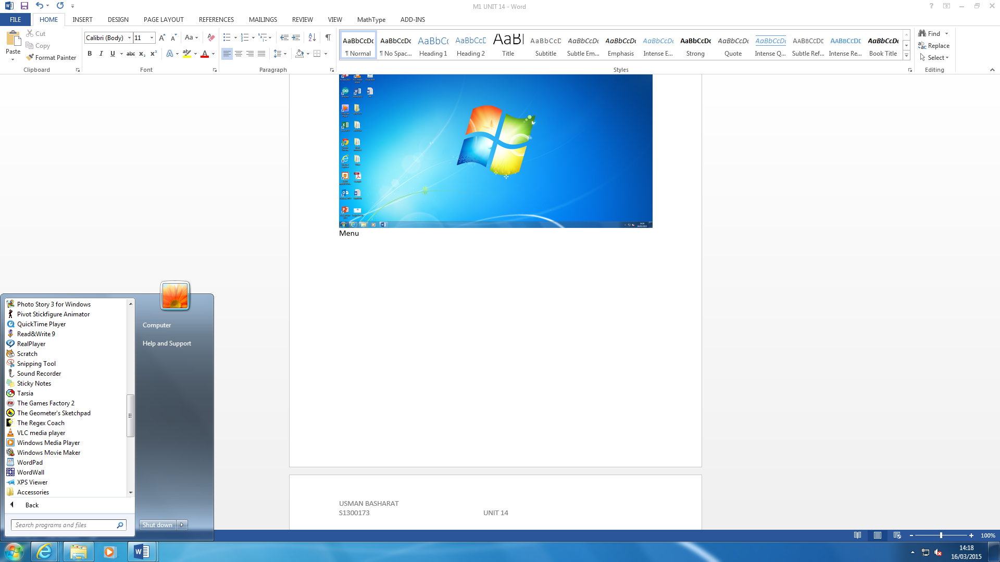 M1 UNIT 14 - Word
FILE HOME INSERT DESIGN PAGE LAYOUT REFERENCES MAILINGS REVIEW VIEW MathType ADD-INS
Paste
Cut
Copy
Format Painter
Clipboard
Calibri (Body) 11
Font
Paragraph
AaBbCcDc AaBbCcDc AaBbCc AaBbCcD AaBl AaBbCcD AaBbCcDc AaBbCcDc AaBbCcDc AaBbCcDc AaBbCcDc AaBbCcDc AABBCCDE AABBCCDE AaBbCcDc
¶ Normal ¶ No Spac... Heading 1 Heading 2 Title Subtitle Subtle Em... Emphasis Intense E... Strong Quote Intense Q... Subtle Ref... Intense Re... Book Title
Styles
Find
Replace
Select
Editing
Menu
USMAN BASHARAT
S1300173 UNIT 14
Photo Story 3 for Windows
Pivot Stickfigure Animator
QuickTime Player
Read&Write 9
RealPlayer
Scratch
Snipping Tool
Sound Recorder
Sticky Notes
Tarsia
The Games Factory 2
The Geometer's Sketchpad
The Regex Coach
VLC media player
Windows Media Player
Windows Movie Maker
WordPad
WordWall
XPS Viewer
Accessories
Back
Search programs and files
Computer
Help and Support
Shut down
100%
14:18
16/03/2015